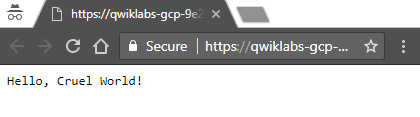 https://qwiklabs-gcp-9e2
Secure https://qwiklabs-gcp-...
Hello, Cruel World!